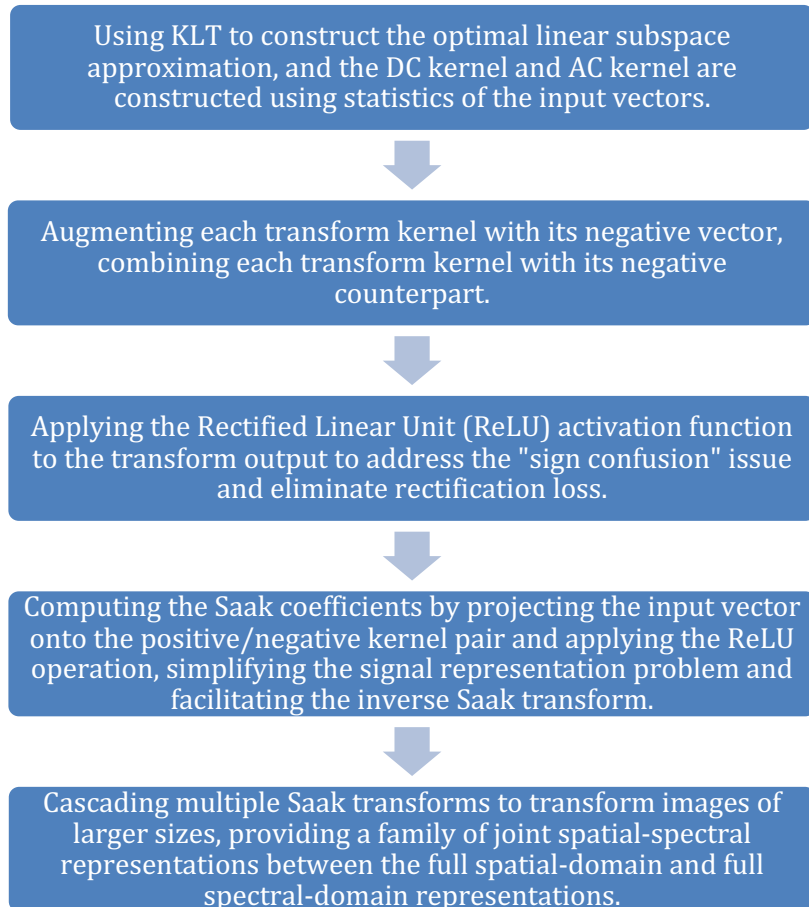 Using KLT to construct the optimal linear subspace
approximation, and the DC kernel and AC kernel are
constructed using statistics of the input vectors.
Augmenting each transform kernel with its negative vector,
combining each transform kernel with its negative
counterpart.
Applying the Rectified Linear Unit (ReLU) activation function
to the transform output to address the "sign confusion" issue
and eliminate rectification loss.
Computing the Saak coefficients by projecting the input vector
onto the positive/negative kernel pair and applying the ReLU
operation, simplifying the signal representation problem and
facilitating the inverse Saak transform.
Cascading multiple Saak transforms to transform images of
larger sizes, providing a family of joint spatial-spectral
representations between the full spatial-domain and full
spectral-domain representations.